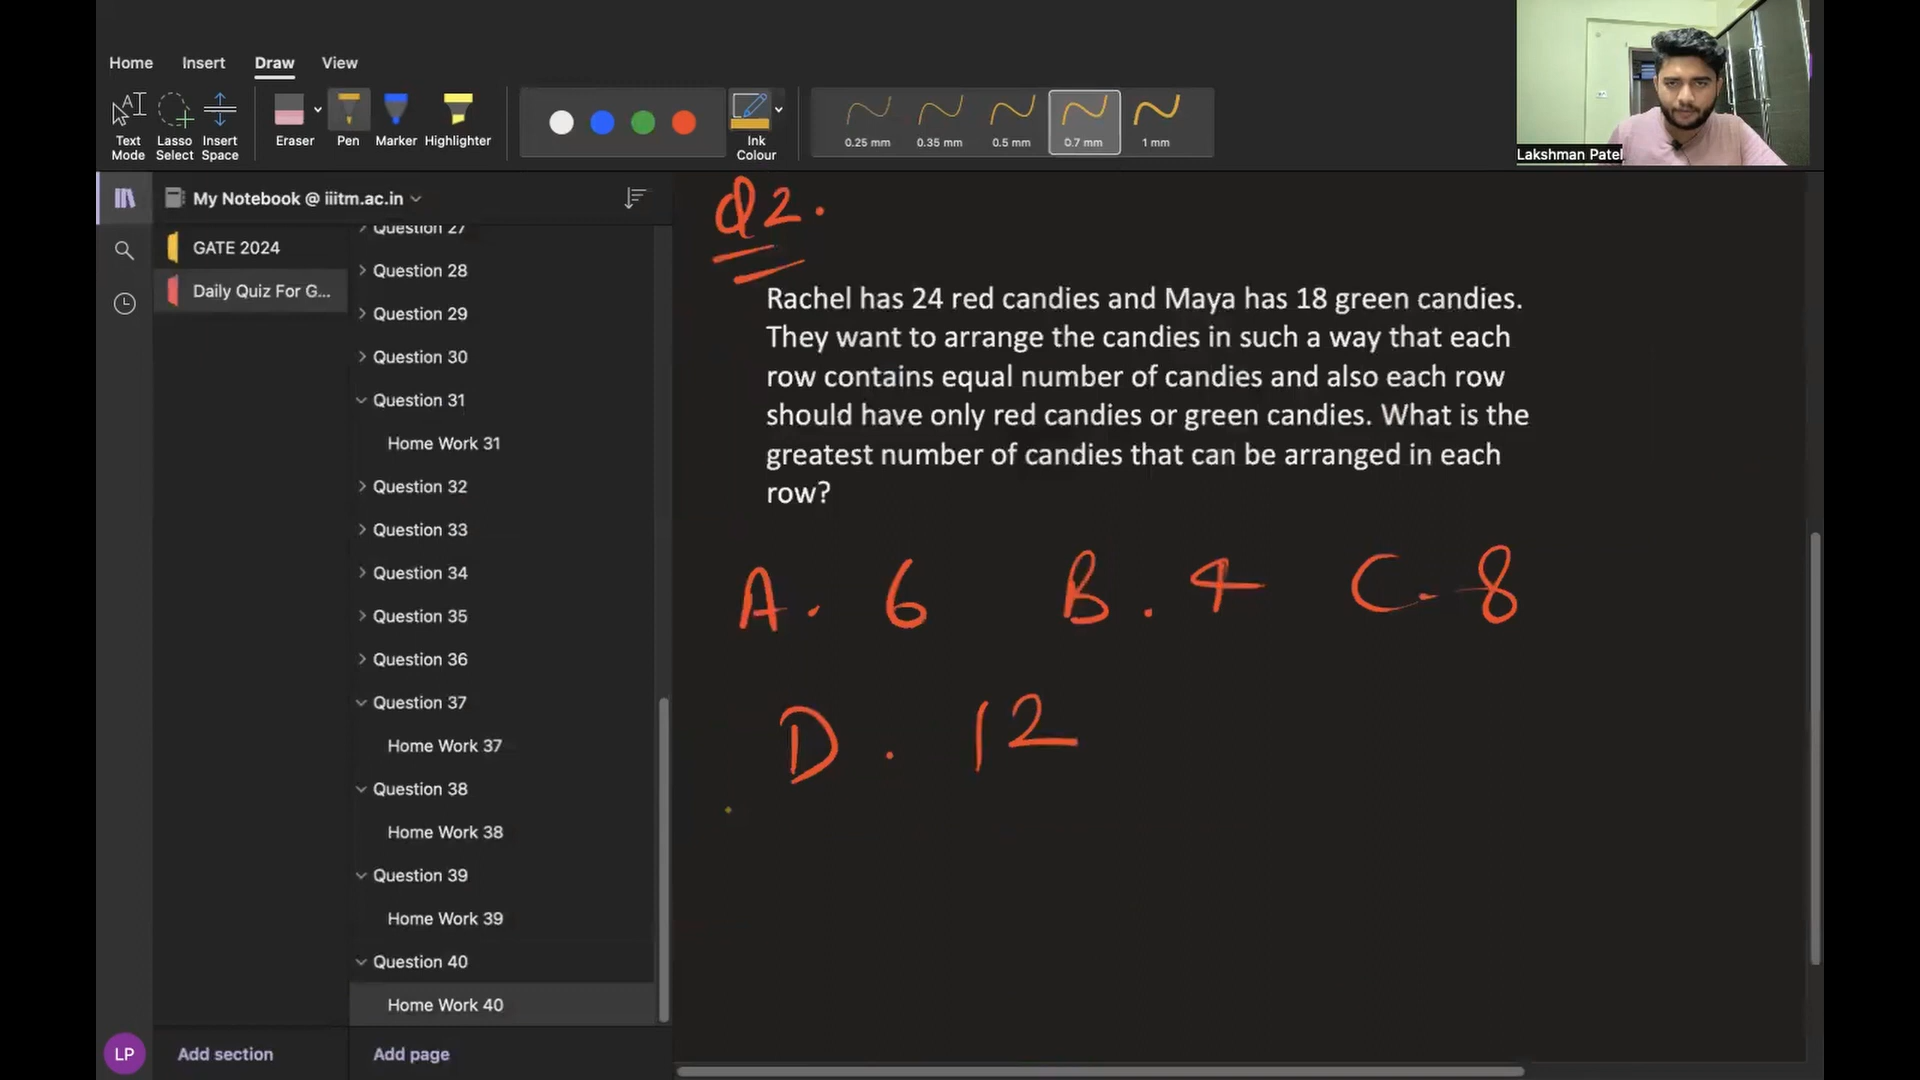 Home Insert Draw View
Text Mode
Lasso Select
Insert Space
Eraser
Pen
Marker
Highlighter
Ink Colour
0.25 mm
0.35 mm
0.5 mm
0.7 mm
1 mm
Lakshman Patel
My Notebook @ iiitm.ac.in
GATE 2024
Daily Quiz For G...
Question 27
Question 28
Question 29
Question 30
Question 31
Home Work 31
Question 32
Question 33
Question 34
Question 35
Question 36
Question 37
Home Work 37
Question 38
Home Work 38
Question 39
Home Work 39
Question 40
Home Work 40
LP
Add section
Add page
Q2.
Rachel has 24 red candies and Maya has 18 green candies.
They want to arrange the candies in such a way that each
row contains equal number of candies and also each row
should have only red candies or green candies. What is the
greatest number of candies that can be arranged in each
row?
A. 6 B. 4 C. 8
D. 12